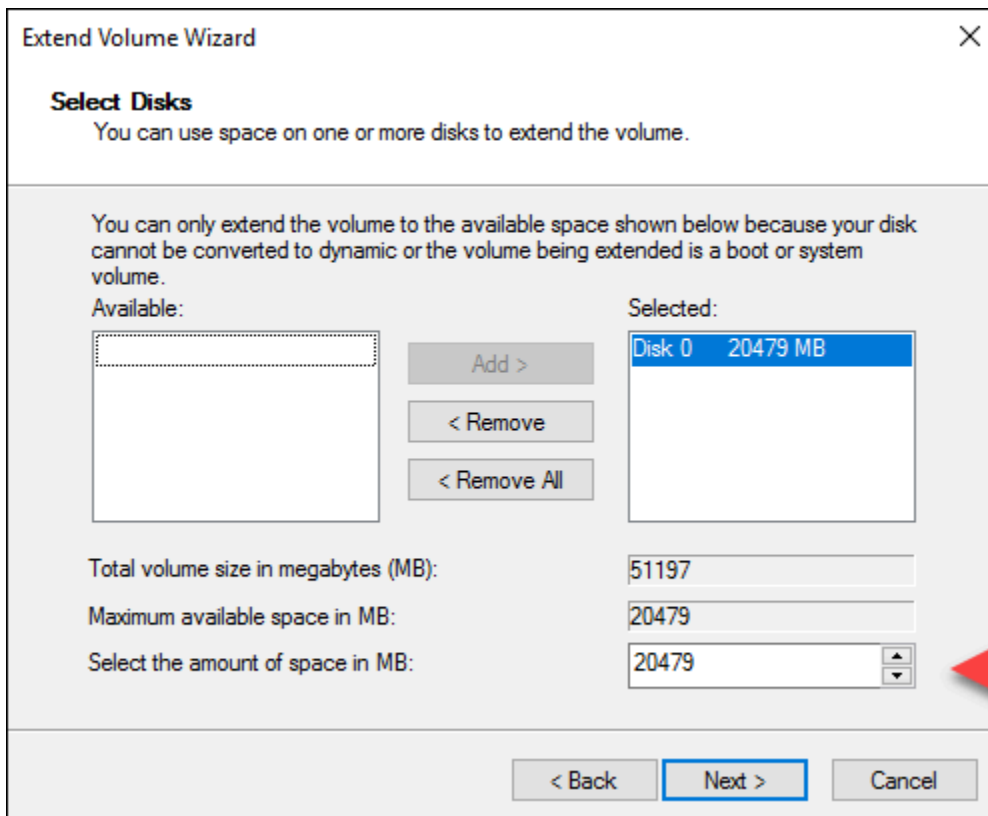 Extend Volume Wizard
Select Disks
You can use space on one or more disks to extend the volume.
You can only extend the volume to the available space shown below because your disk
cannot be converted to dynamic or the volume being extended is a boot or system
volume.
Available:
Selected:
Disk 0 20479 MB
Add >
< Remove
< Remove All
Total volume size in megabytes (MB): 51197
Maximum available space in MB: 20479
Select the amount of space in MB: 20479
< Back Next > Cancel